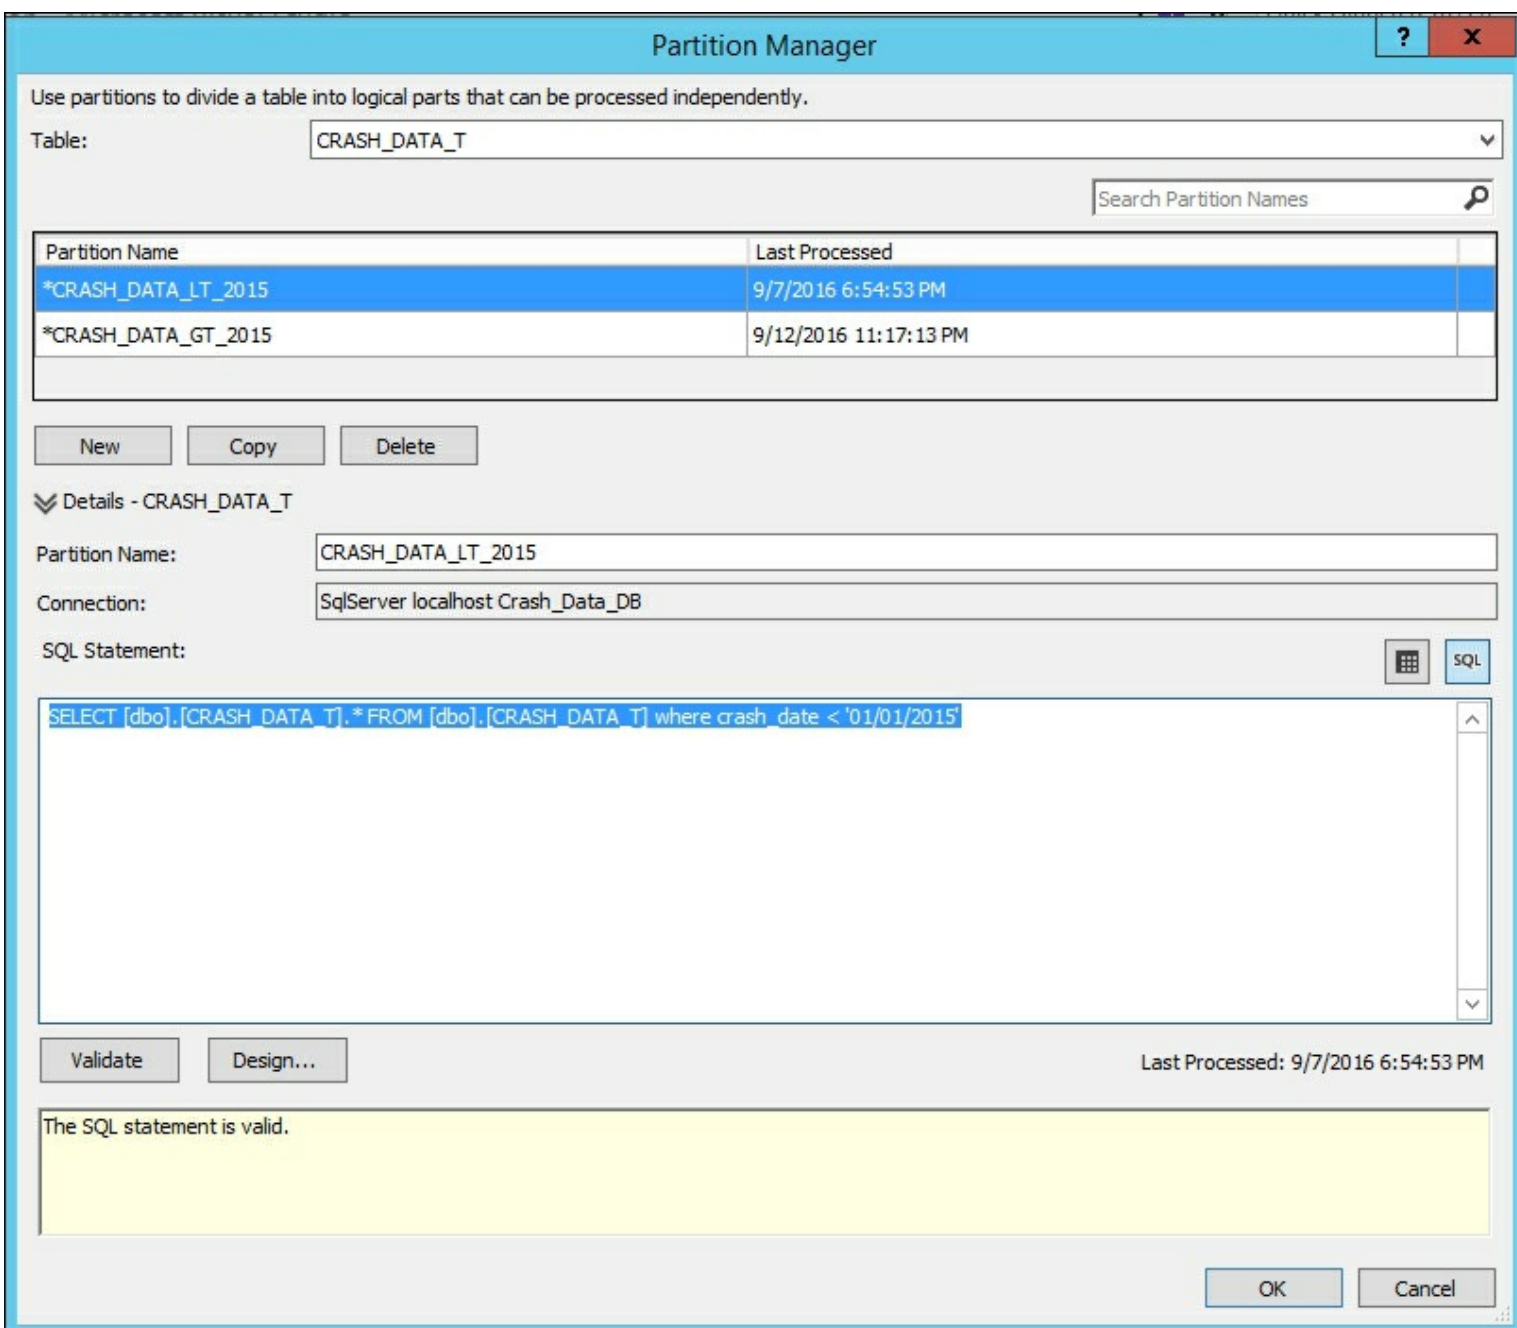 Partition Manager
? x
Use partitions to divide a table into logical parts that can be processed independently.
Table: CRASH_DATA_T
Search Partition Names
Partition Name Last Processed
*CRASH_DATA_LT_2015 9/7/2016 6:54:53 PM
*CRASH_DATA_GT_2015 9/12/2016 11:17:13 PM
New Copy Delete
Details - CRASH_DATA_T
Partition Name: CRASH_DATA_LT_2015
Connection: SqlServer localhost Crash_Data_DB
SQL Statement: SQL
SELECT [dbo].[CRASH_DATA_T].* FROM [dbo].[CRASH_DATA_T] where crash_date < '01/01/2015'
Validate Design... Last Processed: 9/7/2016 6:54:53 PM
The SQL statement is valid.
OK Cancel